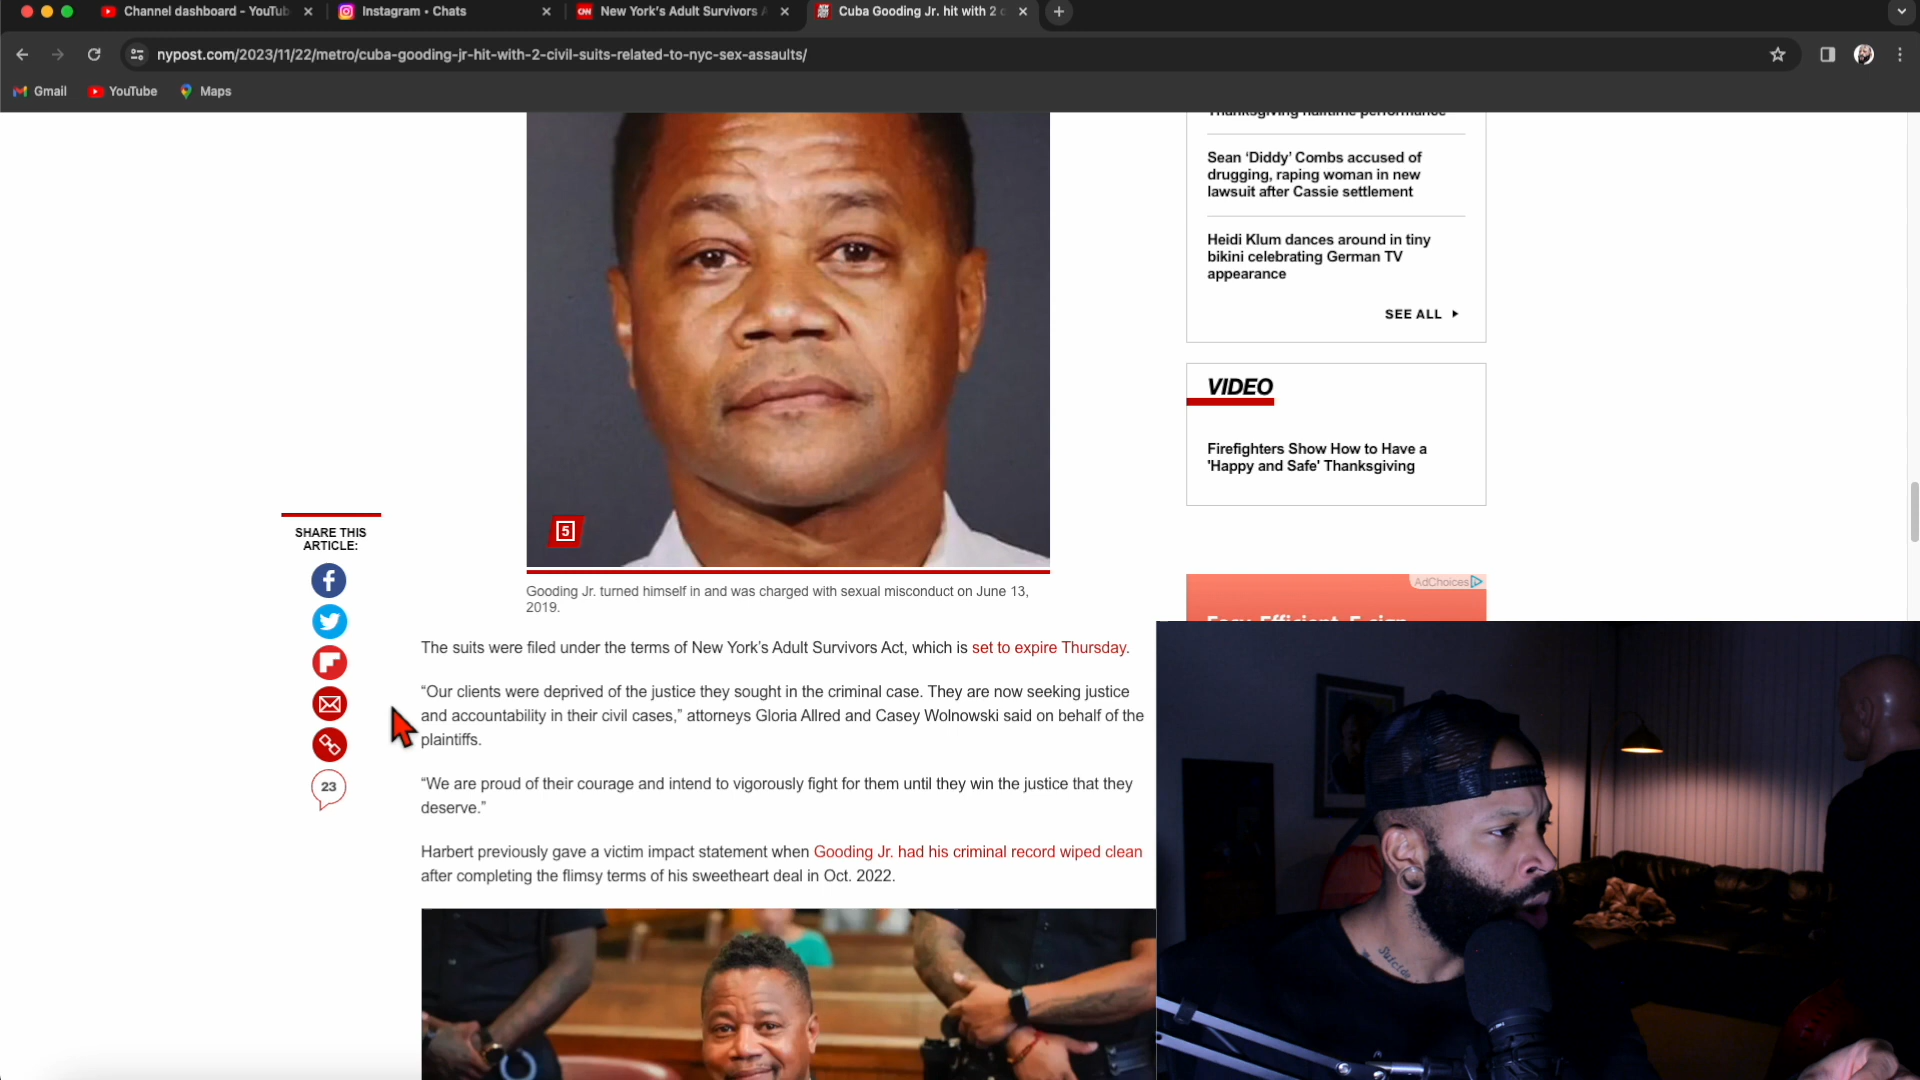 Channel dashboard - YouTub
Instagram • Chats
New York's Adult Survivors A
Cuba Gooding Jr. hit with 2 c
nypost.com/2023/11/22/metro/cuba-gooding-jr-hit-with-2-civil-suits-related-to-nyc-sex-assaults/
Gmail
YouTube
Maps
Thanksgiving halftime performance
Sean ‘Diddy’ Combs accused of
drugging, raping woman in new
lawsuit after Cassie settlement
Heidi Klum dances around in tiny
bikini celebrating German TV
appearance
SEE ALL
VIDEO
Firefighters Show How to Have a
'Happy and Safe' Thanksgiving
AdChoices
Easy, Efficient, E-sign
5
SHARE THIS
ARTICLE:
23
Gooding Jr. turned himself in and was charged with sexual misconduct on June 13,
2019.
The suits were filed under the terms of New York’s Adult Survivors Act, which is set to expire Thursday.
“Our clients were deprived of the justice they sought in the criminal case. They are now seeking justice
and accountability in their civil cases,” attorneys Gloria Allred and Casey Wolnowski said on behalf of the
plaintiffs.
“We are proud of their courage and intend to vigorously fight for them until they win the justice that they
deserve.”
Harbert previously gave a victim impact statement when Gooding Jr. had his criminal record wiped clean
after completing the flimsy terms of his sweetheart deal in Oct. 2022.
Suicide